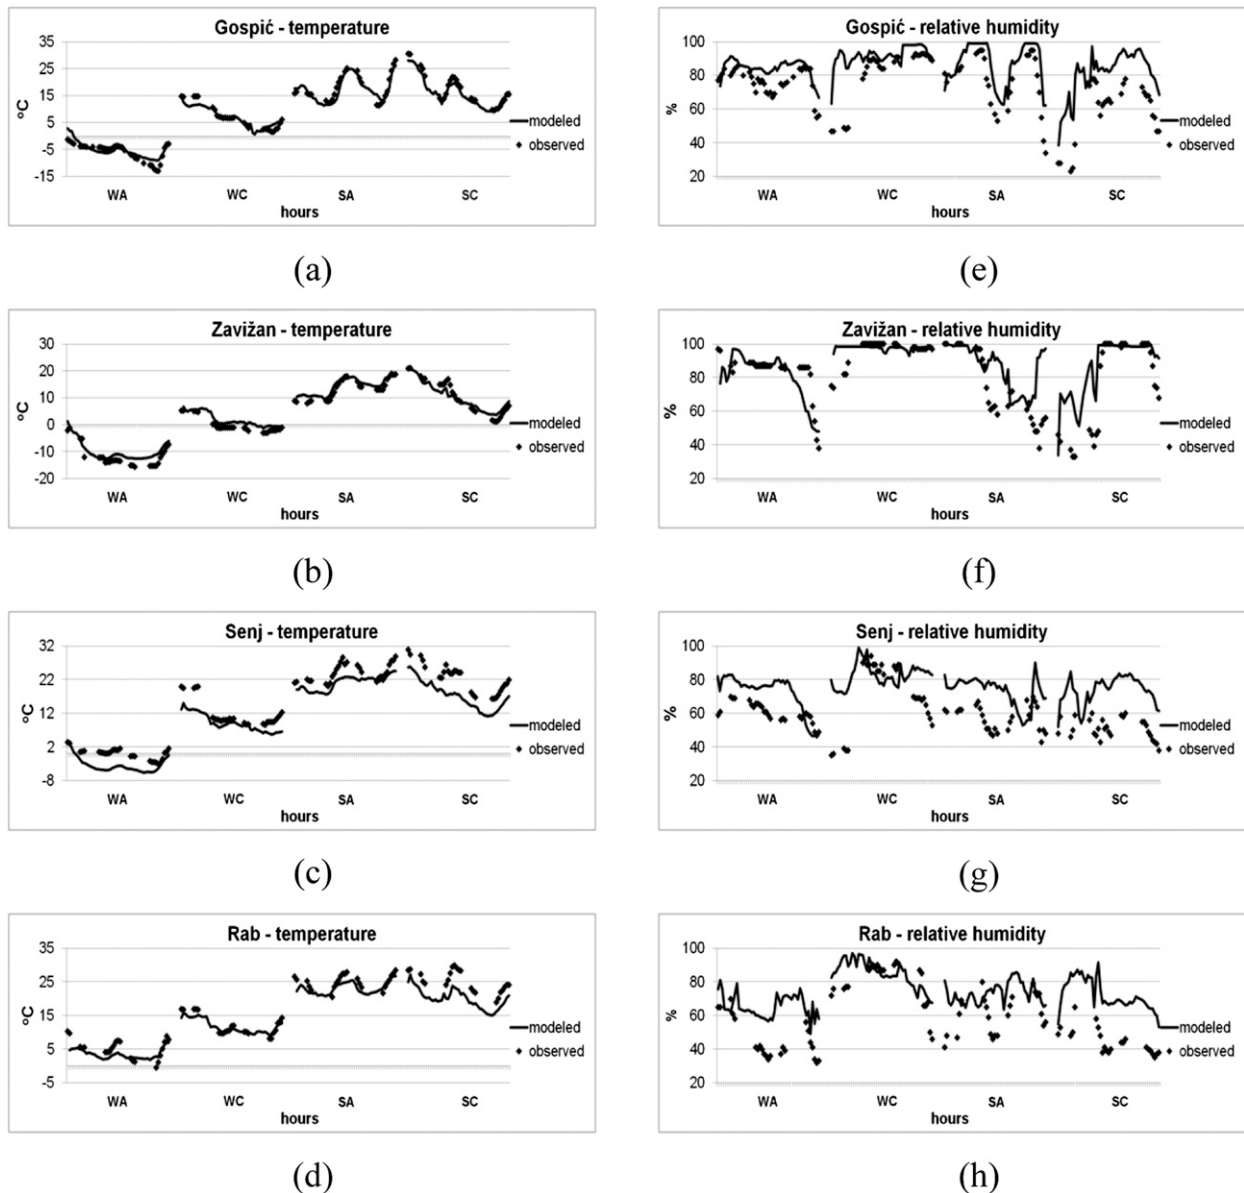 Gospić - temperature
35
25
15
5
-5
-15
°C
WA
WC
SA
SC
hours
modeled
observed
(a)
Gospić - relative humidity
100
80
60
40
20
%
WA
WC
SA
SC
hours
modeled
observed
(e)
Zavižan - temperature
30
20
10
0
-10
-20
°C
WA
WC
SA
SC
hours
modeled
observed
(b)
Zavižan - relative humidity
100
80
60
40
20
%
WA
WC
SA
SC
hours
modeled
observed
(f)
Senj - temperature
32
22
12
2
-8
°C
WA
WC
SA
SC
hours
modeled
observed
(c)
Senj - relative humidity
100
80
60
40
20
%
WA
WC
SA
SC
hours
modeled
observed
(g)
Rab - temperature
35
25
15
5
-5
°C
WA
WC
SA
SC
hours
modeled
observed
(d)
Rab - relative humidity
100
80
60
40
20
%
WA
WC
SA
SC
hours
modeled
observed
(h)